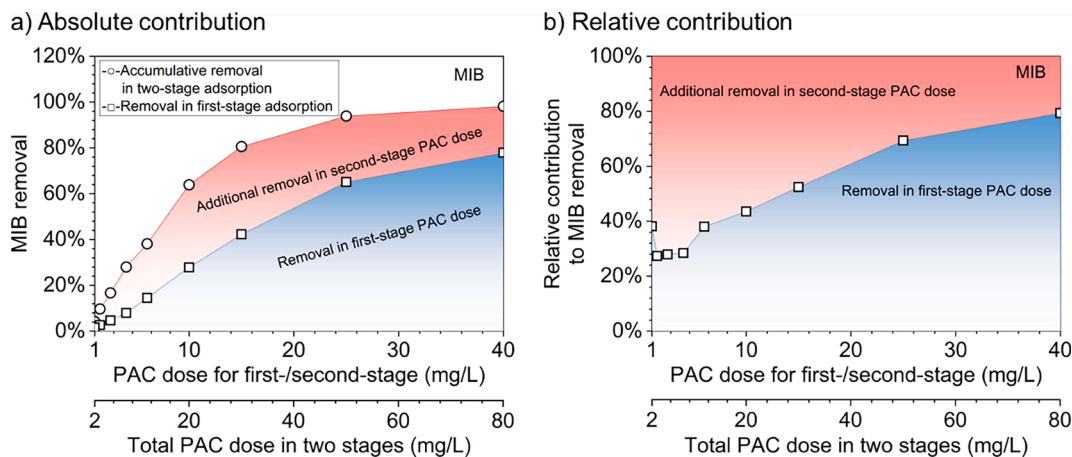 a) Absolute contribution
120%
100%
80%
60%
40%
20%
0%
MIB removal
MIB
Accumulative removal
in two-stage adsorption
Removal in first-stage adsorption
Additional removal in second-stage PAC dose
Removal in first-stage PAC dose
1 10 20 30 40
PAC dose for first-/second-stage (mg/L)
2 20 40 60 80
Total PAC dose in two stages (mg/L)
b) Relative contribution
100%
80%
60%
40%
20%
0%
Relative contribution
to MIB removal
MIB
Additional removal in second-stage PAC dose
Removal in first-stage PAC dose
1 10 20 30 40
PAC dose for first-/second-stage (mg/L)
2 20 40 60 80
Total PAC dose in two stages (mg/L)